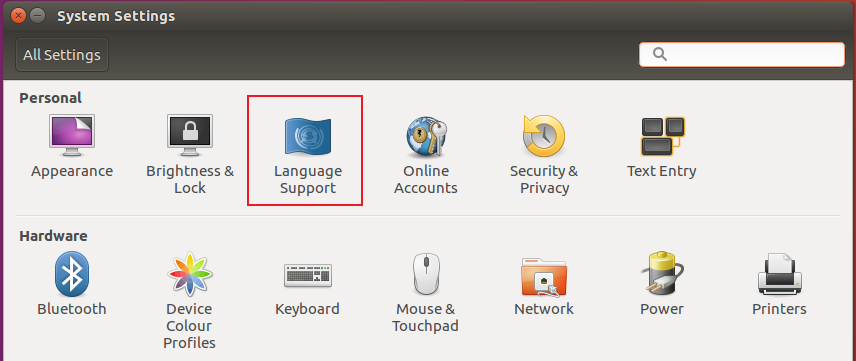 System Settings
All Settings
Personal
Appearance
Brightness &
Lock
Language
Support
Online
Accounts
Security &
Privacy
Text Entry
Hardware
Bluetooth
Device
Colour
Profiles
Keyboard
Mouse &
Touchpad
Network
Power
Printers